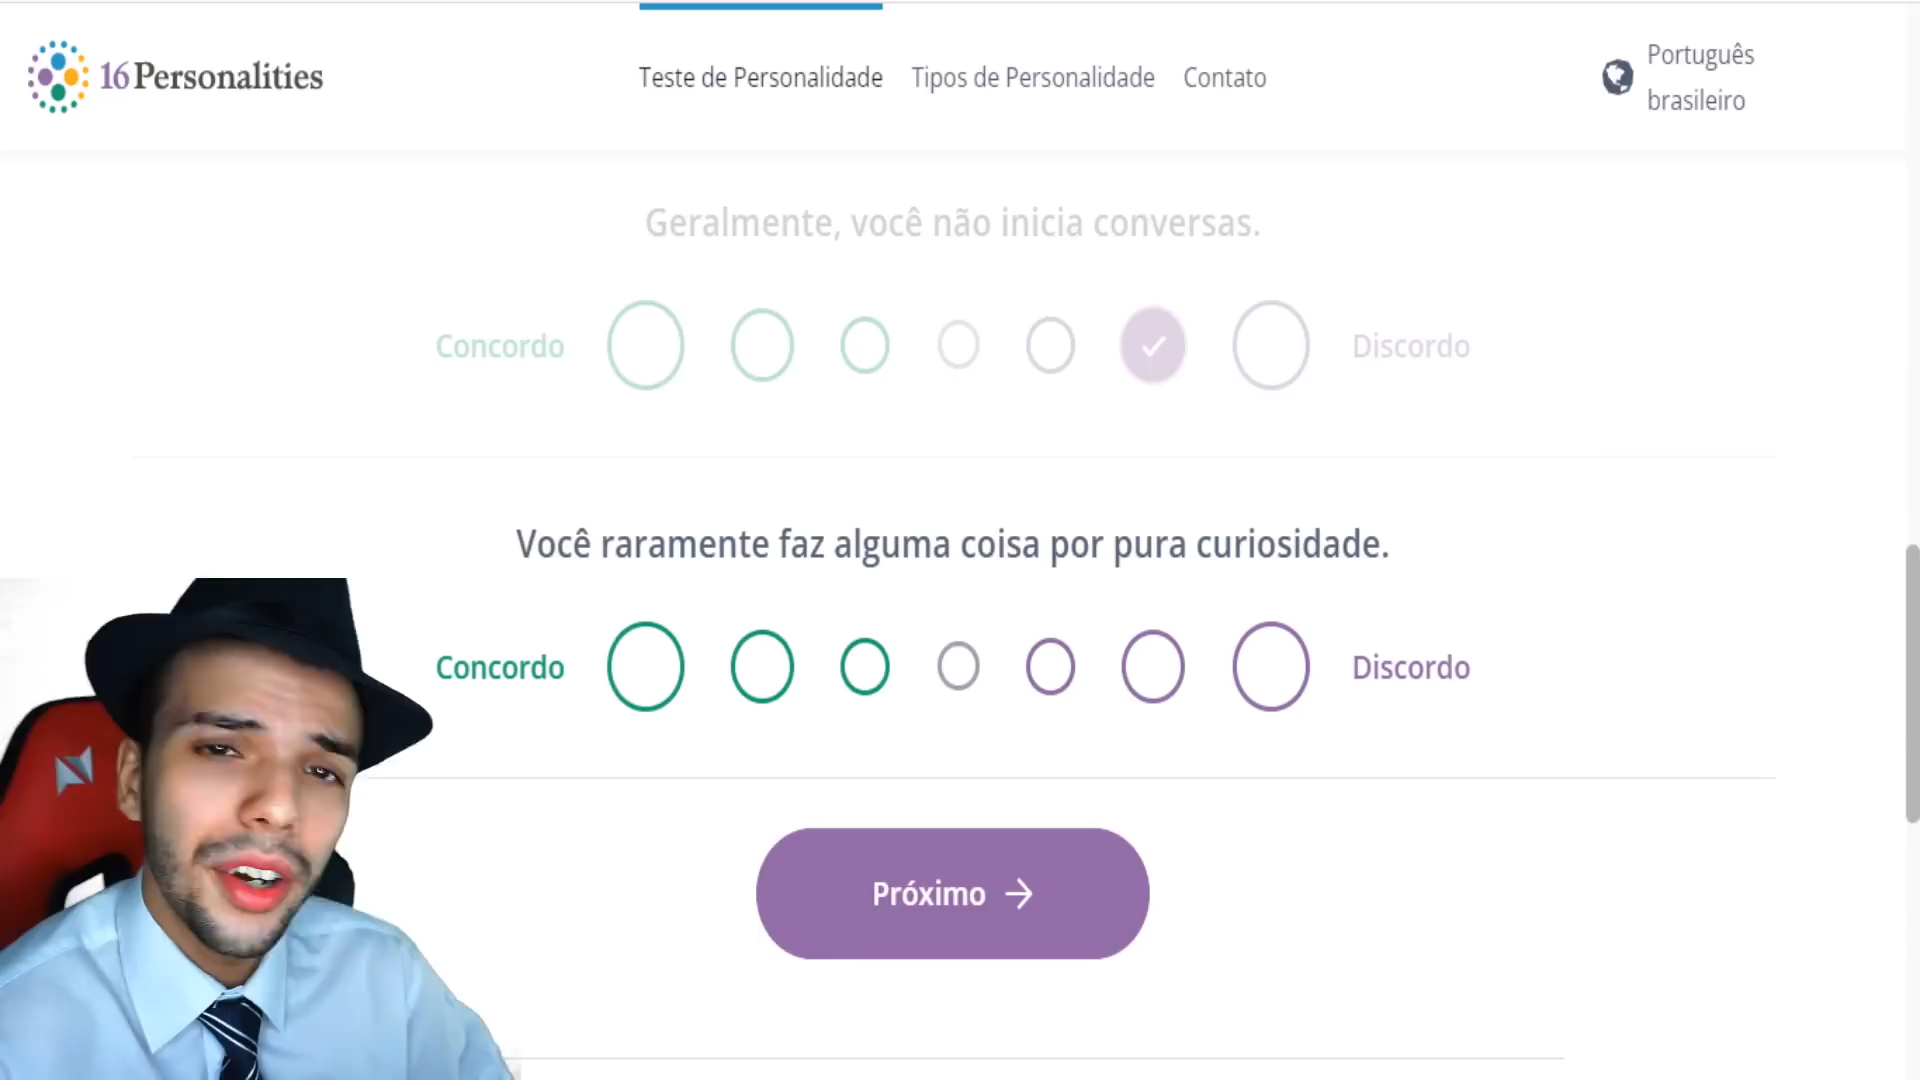 16Personalities
Teste de Personalidade
Tipos de Personalidade
Contato
Português
brasileiro
Geralmente, você não inicia conversas.
Concordo
Discordo
Você raramente faz alguma coisa por pura curiosidade.
Concordo
Discordo
Próximo →